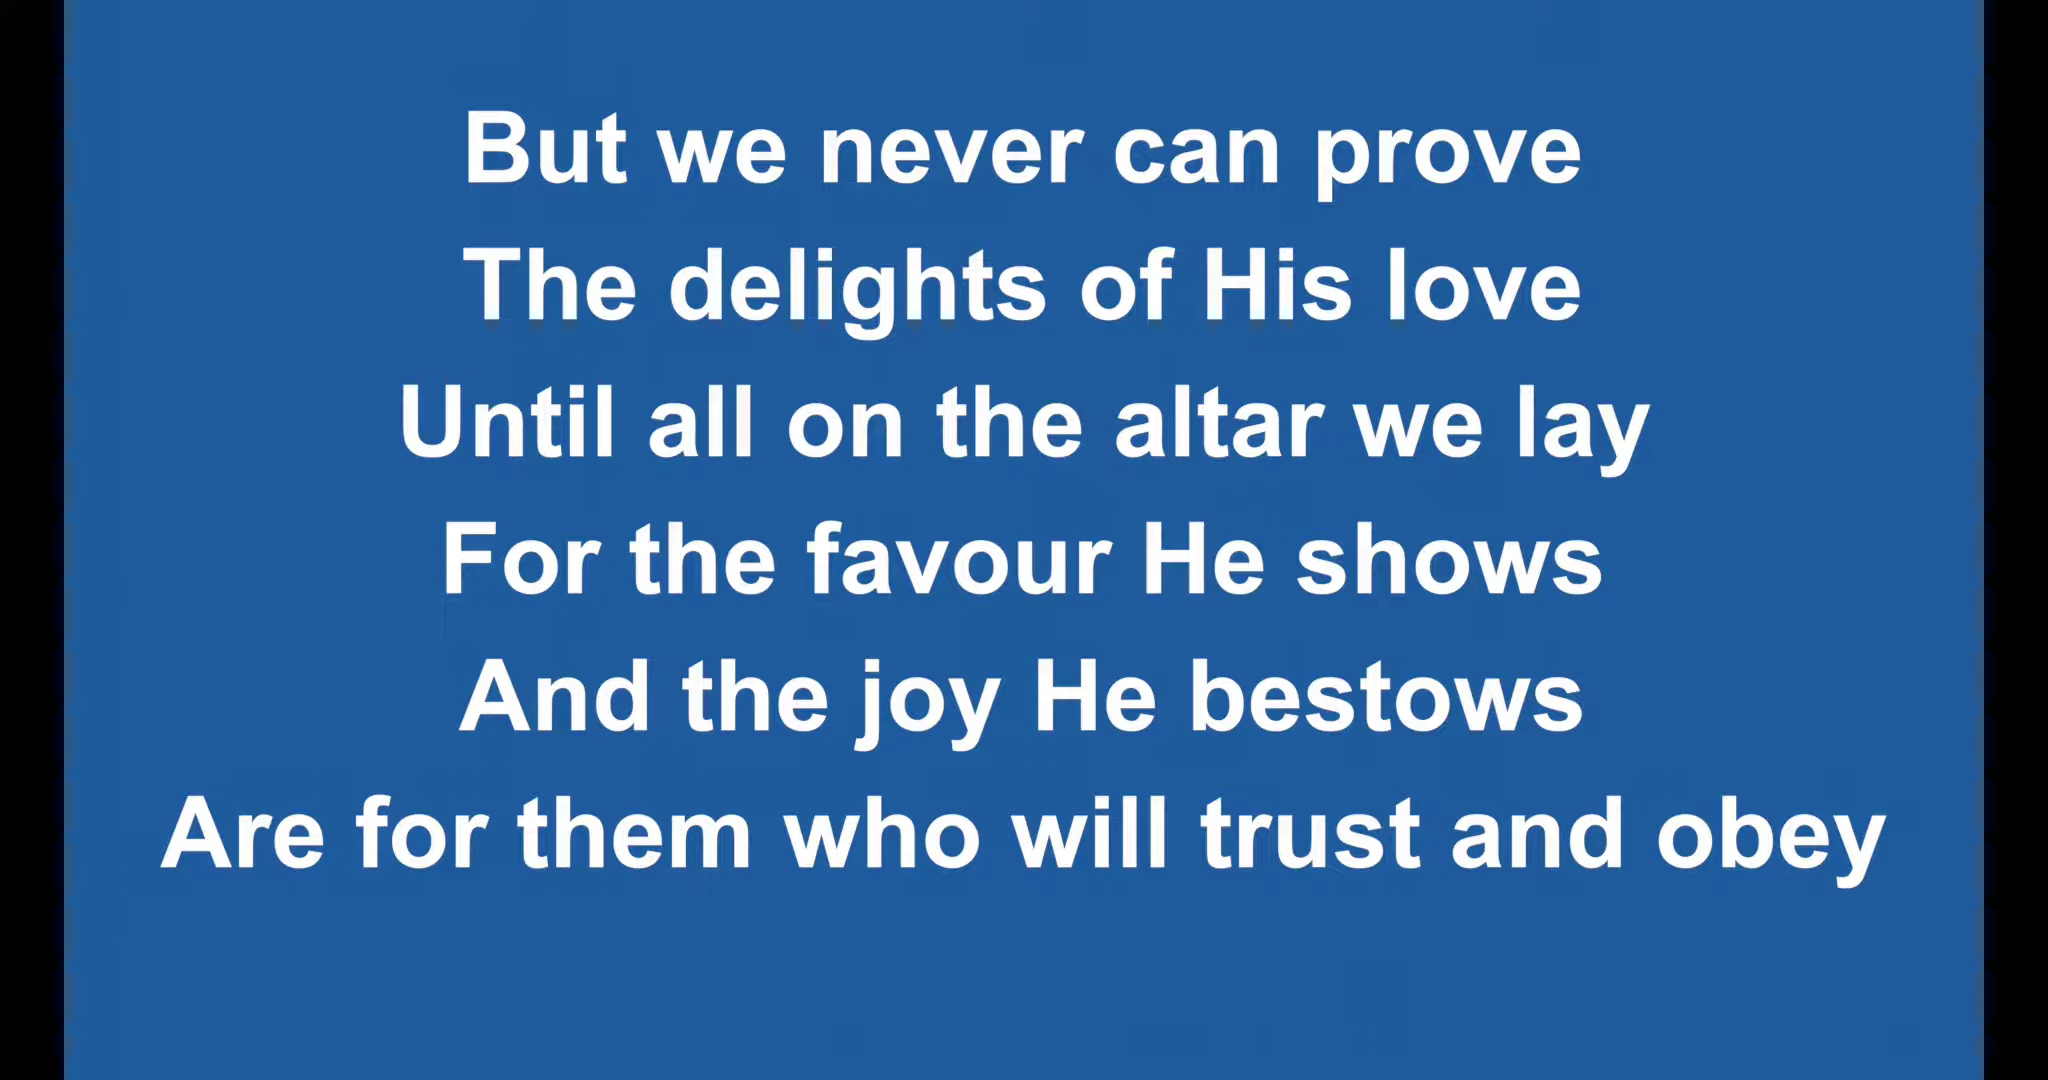 But we never can prove
The delights of His love
Until all on the altar we lay
For the favour He shows
And the joy He bestows
Are for them who will trust and obey